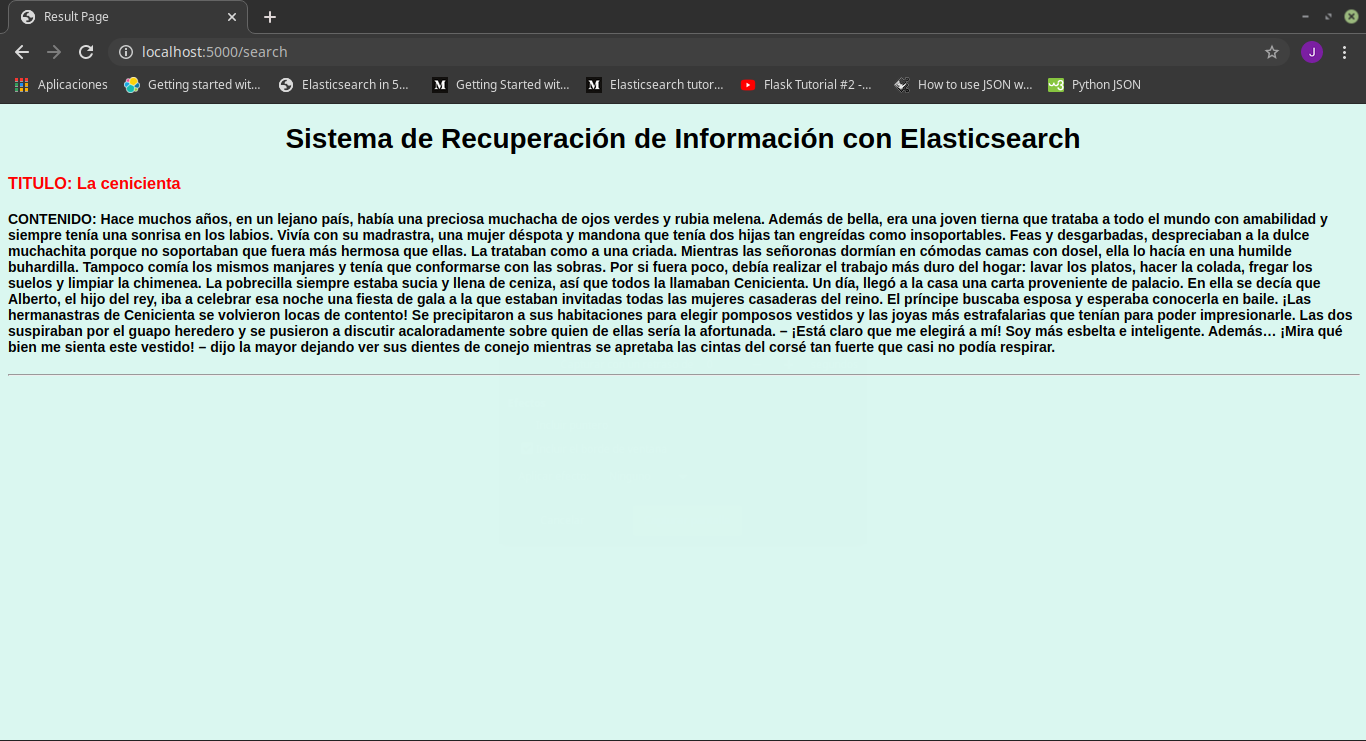 Result Page
localhost:5000/search
J
Aplicaciones
Getting started wit...
Elasticsearch in 5...
M
Getting Started wit...
M
Elasticsearch tutor...
Flask Tutorial #2 -...
How to use JSON w...
Python JSON
Sistema de Recuperación de Información con Elasticsearch
TITULO: La cenicienta
CONTENIDO: Hace muchos años, en un lejano país, había una preciosa muchacha de ojos verdes y rubia melena. Además de bella, era una joven tierna que trataba a todo el mundo con amabilidad y
siempre tenía una sonrisa en los labios. Vivía con su madrastra, una mujer déspota y mandona que tenía dos hijas tan engreídas como insoportables. Feas y desgarbadas, despreciaban a la dulce
muchachita porque no soportaban que fuera más hermosa que ellas. La trataban como a una criada. Mientras las señoronas dormían en cómodas camas con dosel, ella lo hacía en una humilde
buhardilla. Tampoco comía los mismos manjares y tenía que conformarse con las sobras. Por si fuera poco, debía realizar el trabajo más duro del hogar: lavar los platos, hacer la colada, fregar los
suelos y limpiar la chimenea. La pobrecilla siempre estaba sucia y llena de ceniza, así que todos la llamaban Cenicienta. Un día, llegó a la casa una carta proveniente de palacio. En ella se decía que
Alberto, el hijo del rey, iba a celebrar esa noche una fiesta de gala a la que estaban invitadas todas las mujeres casaderas del reino. El príncipe buscaba esposa y esperaba conocerla en baile. ¡Las
hermanastras de Cenicienta se volvieron locas de contento! Se precipitaron a sus habitaciones para elegir pomposos vestidos y las joyas más estrafalarias que tenían para poder impresionarle. Las dos
suspiraban por el guapo heredero y se pusieron a discutir acaloradamente sobre quien de ellas sería la afortunada. – ¡Está claro que me elegirá a mí! Soy más esbelta e inteligente. Además… ¡Mira qué
bien me sienta este vestido! – dijo la mayor dejando ver sus dientes de conejo mientras se apretaba las cintas del corsé tan fuerte que casi no podía respirar.